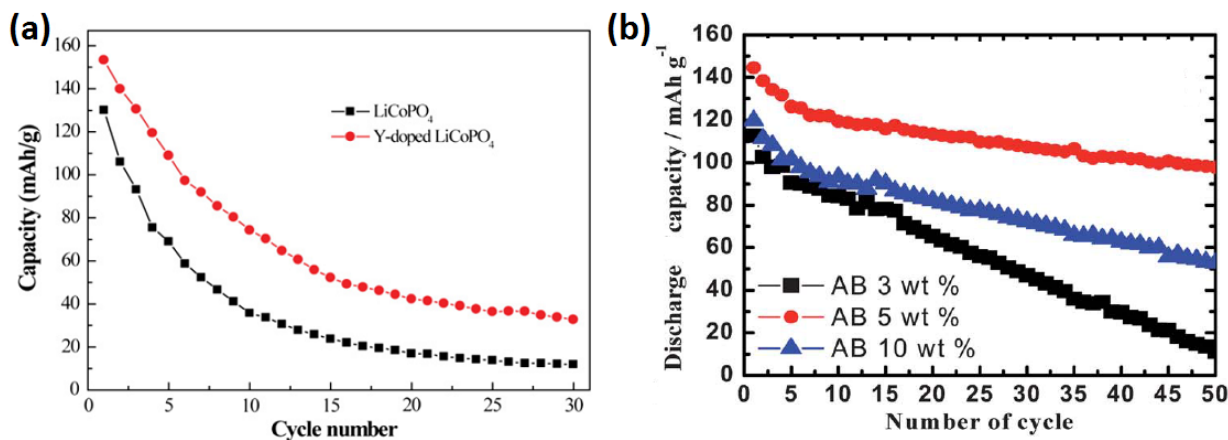 (a)
160
140
120
100
80
60
40
20
0
Capacity (mAh/g)
LiCoPO₄
Y-doped LiCoPO₄
0 5 10 15 20 25 30
Cycle number
(b)
160
140
120
100
80
60
40
20
0
Discharge capacity / mAh g⁻¹
AB 3 wt %
AB 5 wt %
AB 10 wt %
0 5 10 15 20 25 30 35 40 45 50
Number of cycle